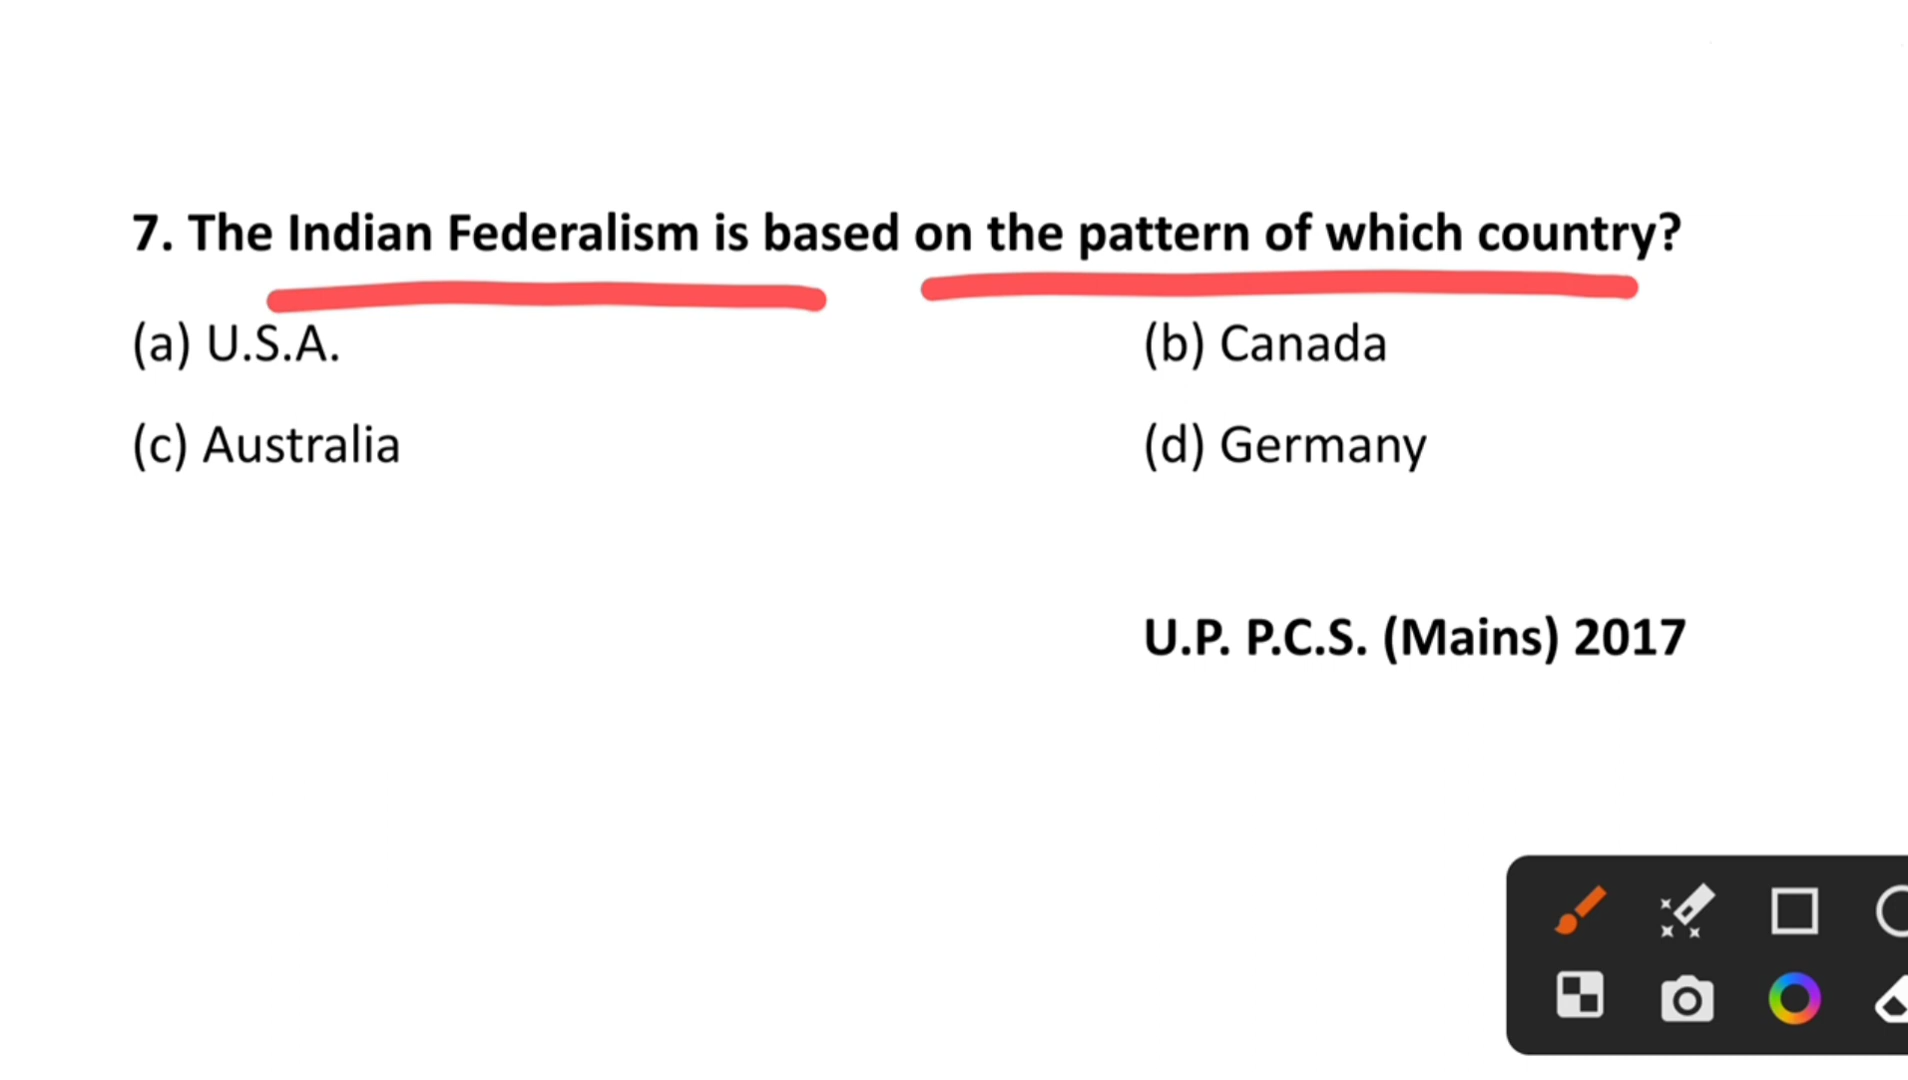 7. The Indian Federalism is based on the pattern of which country?
(a) U.S.A. (b) Canada
(c) Australia (d) Germany
U.P. P.C.S. (Mains) 2017